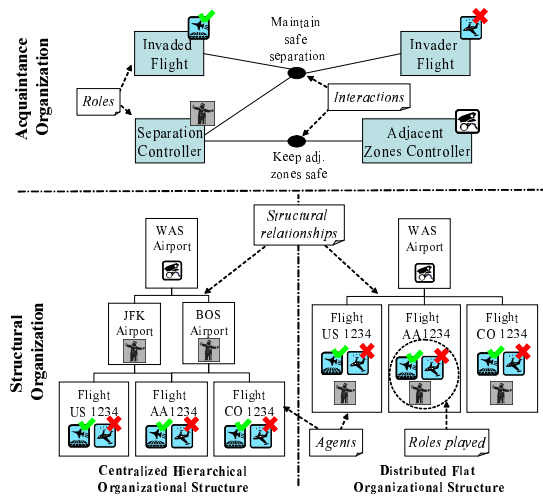 Acquaintance
Organization
Invaded
Flight
Maintain
safe
separation
Invader
Flight
Roles
Interactions
Separation
Controller
Keep adj.
zones safe
Adjacent
Zones Controller
Structural
Organization
WAS
Airport
Structural
relationships
WAS
Airport
JFK
Airport
BOS
Airport
Flight
US 1234
Flight
AA1234
Flight
CO 1234
Flight
US 1234
Flight
AA1234
Flight
CO 1234
Agents
Roles played
Centralized Hierarchical
Organizational Structure
Distributed Flat
Organizational Structure